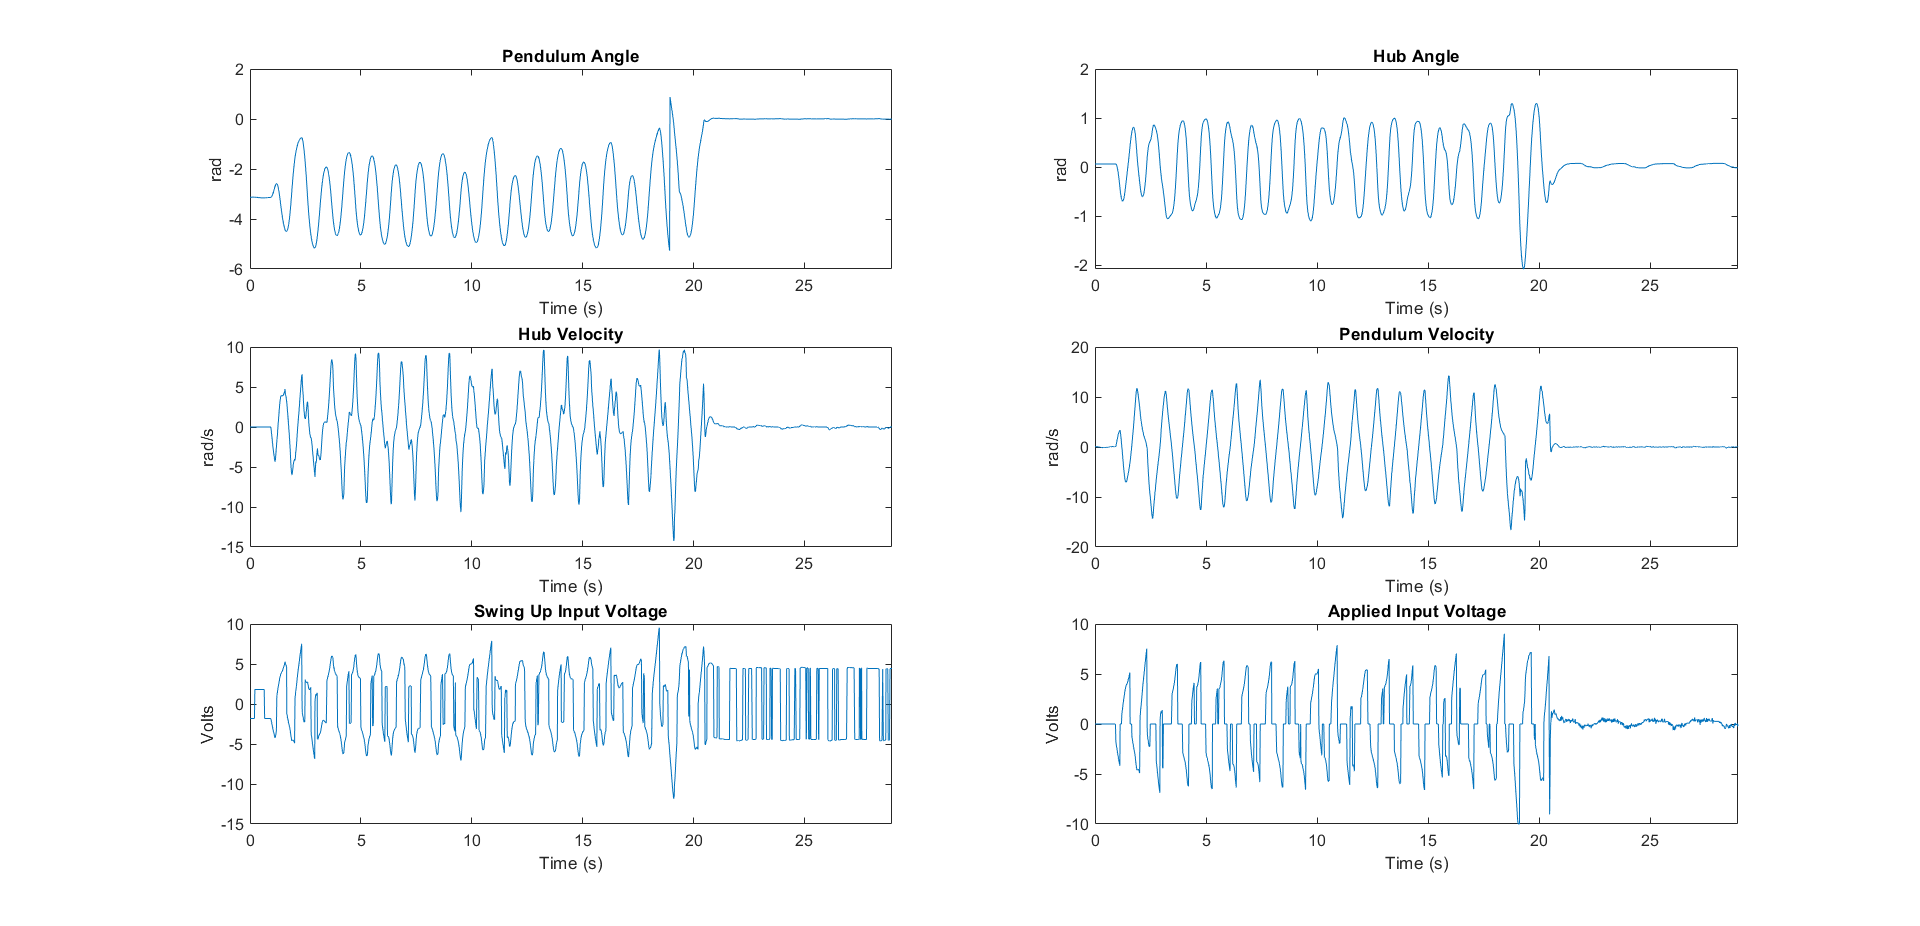 Pendulum Angle
2
0
-2
-4
-6
rad
0 5 10 15 20 25
Time (s)
Hub Angle
2
1
0
-1
-2
rad
0 5 10 15 20 25
Time (s)
Hub Velocity
10
5
0
-5
-10
-15
rad/s
0 5 10 15 20 25
Time (s)
Pendulum Velocity
20
10
0
-10
-20
rad/s
0 5 10 15 20 25
Time (s)
Swing Up Input Voltage
10
5
0
-5
-10
-15
Volts
0 5 10 15 20 25
Time (s)
Applied Input Voltage
10
5
0
-5
-10
Volts
0 5 10 15 20 25
Time (s)